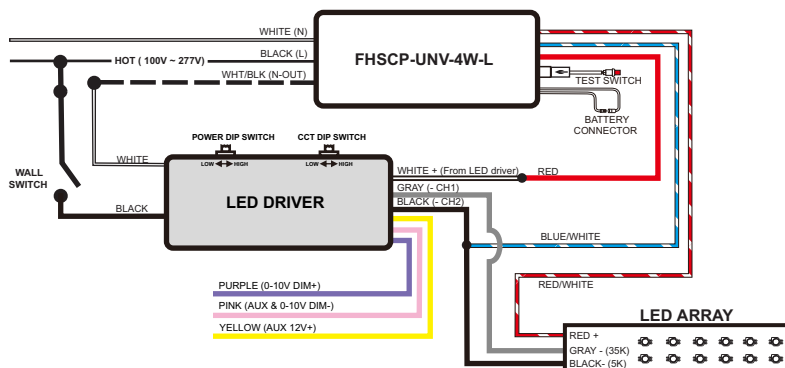 WHITE (N)
HOT ( 100V ~ 277V)
BLACK (L)
WHT/BLK (N-OUT)
FHSCP-UNV-4W-L
TEST SWITCH
BATTERY
CONNECTOR
POWER DIP SWITCH
LOW HIGH
CCT DIP SWITCH
LOW HIGH
WHITE
WALL
SWITCH
BLACK
LED DRIVER
WHITE + (From LED driver)
RED
GRAY (- CH1)
BLACK (- CH2)
BLUE/WHITE
RED/WHITE
PURPLE (0-10V DIM+)
PINK (AUX & 0-10V DIM-)
YELLOW (AUX 12V+)
LED ARRAY
RED +
GRAY - (35K)
BLACK- (5K)